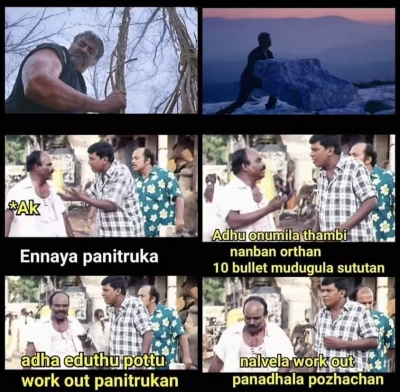 *Ak
Ennaya panitruka
Adhu onumila thambi
nanban orthan
10 bullet mudugula sututan
adha eduthu pottu
work out panitrukan
nalvela work out
panadhala pozhachan